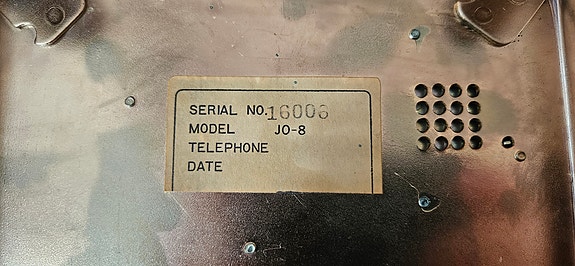 SERIAL NO. 16006
MODEL JO-8
TELEPHONE
DATE